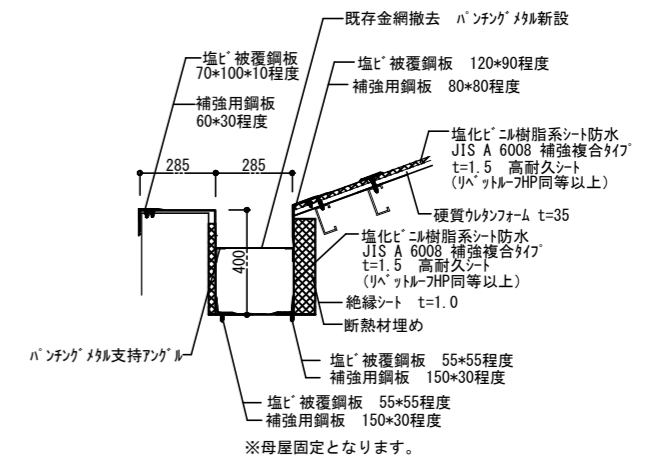 既存金網撤去　ﾊﾟﾝﾁﾝｸﾞﾒﾀﾙ新設
塩ﾋﾞ被覆鋼板
70*100*10程度
補強用鋼板
60*30程度
塩ﾋﾞ被覆鋼板　120*90程度
補強用鋼板　80*80程度
285
285
400
塩化ﾋﾞﾆﾙ樹脂系ｼｰﾄ防水
JIS A 6008 補強複合ﾀｲﾌﾟ
t=1.5　高耐久ｼｰﾄ
(ﾘﾍﾞｯﾄﾙｰﾌHP同等以上)
硬質ｳﾚﾀﾝﾌｫｰﾑ t=35
塩化ﾋﾞﾆﾙ樹脂系ｼｰﾄ防水
JIS A 6008 補強複合ﾀｲﾌﾟ
t=1.5　高耐久ｼｰﾄ
(ﾘﾍﾞｯﾄﾙｰﾌHP同等以上)
絶縁ｼｰﾄ　t=1.0
断熱材埋め
ﾊﾟﾝﾁﾝｸﾞﾒﾀﾙ支持ｱﾝｸﾞﾙ
塩ﾋﾞ被覆鋼板　55*55程度
補強用鋼板　150*30程度
塩ﾋﾞ被覆鋼板　55*55程度
補強用鋼板　150*30程度
※母屋固定となります。